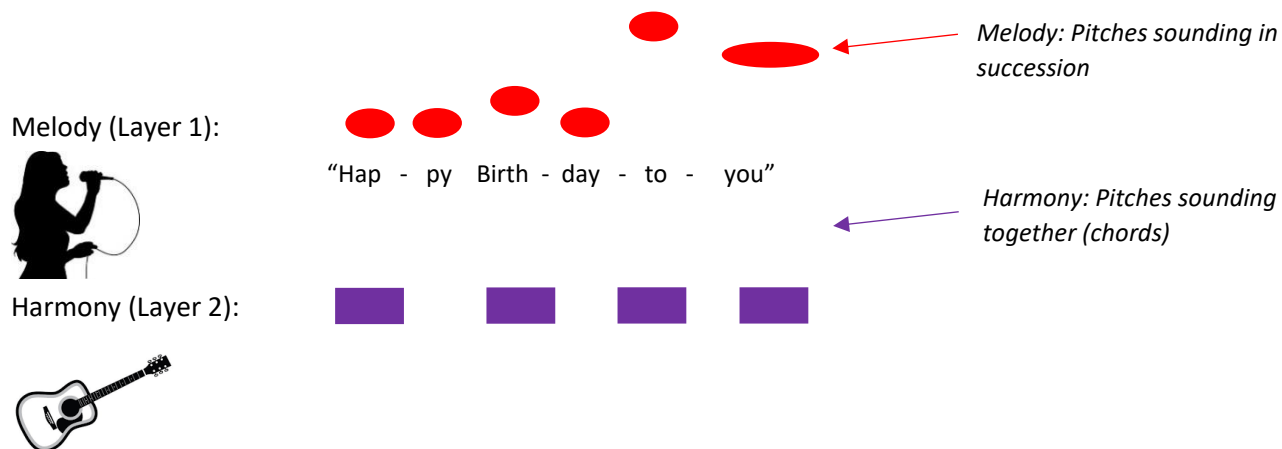 Melody: Pitches sounding in
succession
Melody (Layer 1):
“Hap - py Birth - day - to - you”
Harmony: Pitches sounding
together (chords)
Harmony (Layer 2):